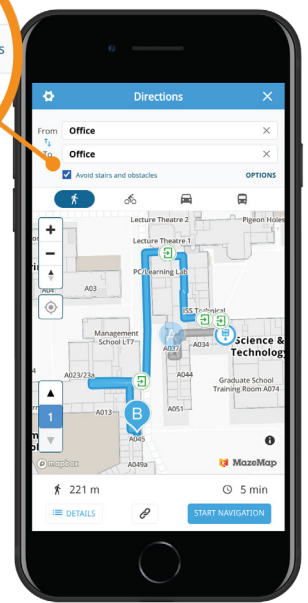 s
Directions
From Office
To Office
Avoid stairs and obstacles OPTIONS
Lecture Theatre 2
Pigeon Holes
Lecture Theatre 1
PC/Learning Lab
A04
A03
ISS Technical
Management
School LT7
A
A037
A034
Science &
Technology
A023/23a
A044
Graduate School
Training Room A074
1
A013
A051
B
A045
A049a
mapbox
MazeMap
221 m
5 min
DETAILS
START NAVIGATION